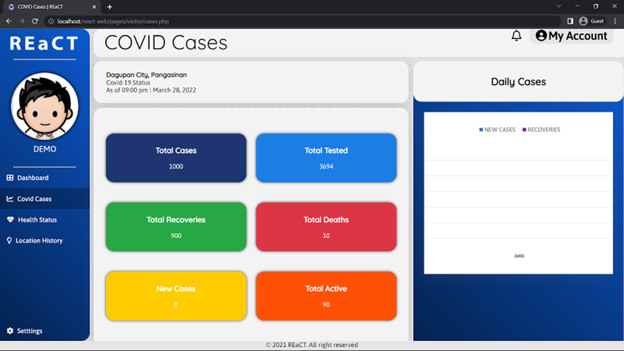 COVID Cases | REaCT
localhost/react-web/pages/visitor/cases.php
Guest
REaCT
DEMO
Dashboard
Covid Cases
Health Status
Location History
Setttings
COVID Cases
My Account
Dagupan City, Pangasinan
Covid-19 Status
As of 09:00 pm | March 28, 2022
Total Cases
1000
Total Tested
3694
Total Recoveries
900
Total Deaths
10
New Cases
0
Total Active
90
Daily Cases
NEW CASES
RECOVERIES
DATE
© 2021 REaCT. All right reserved